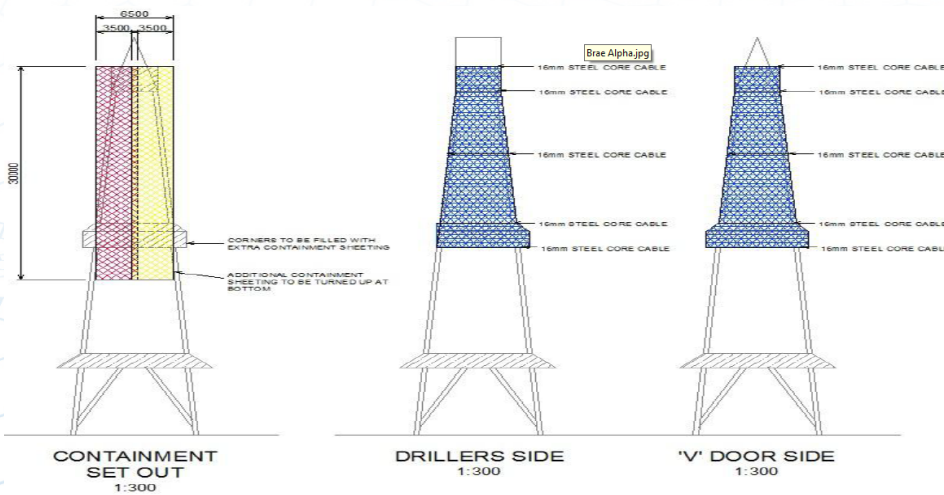 6500
3500
3500
30000
CORNERS TO BE FILLED WITH
EXTRA CONTAINMENT SHEETING
ADDITIONAL CONTAINMENT
SHEETING TO BE TURNED UP AT
BOTTOM
CONTAINMENT
SET OUT
1:300
Brae Alpha.jpg
16mm STEEL CORE CABLE
16mm STEEL CORE CABLE
16mm STEEL CORE CABLE
16mm STEEL CORE CABLE
16mm STEEL CORE CABLE
DRILLERS SIDE
1:300
16mm STEEL CORE CABLE
16mm STEEL CORE CABLE
16mm STEEL CORE CABLE
16mm STEEL CORE CABLE
16mm STEEL CORE CABLE
'V' DOOR SIDE
1:300